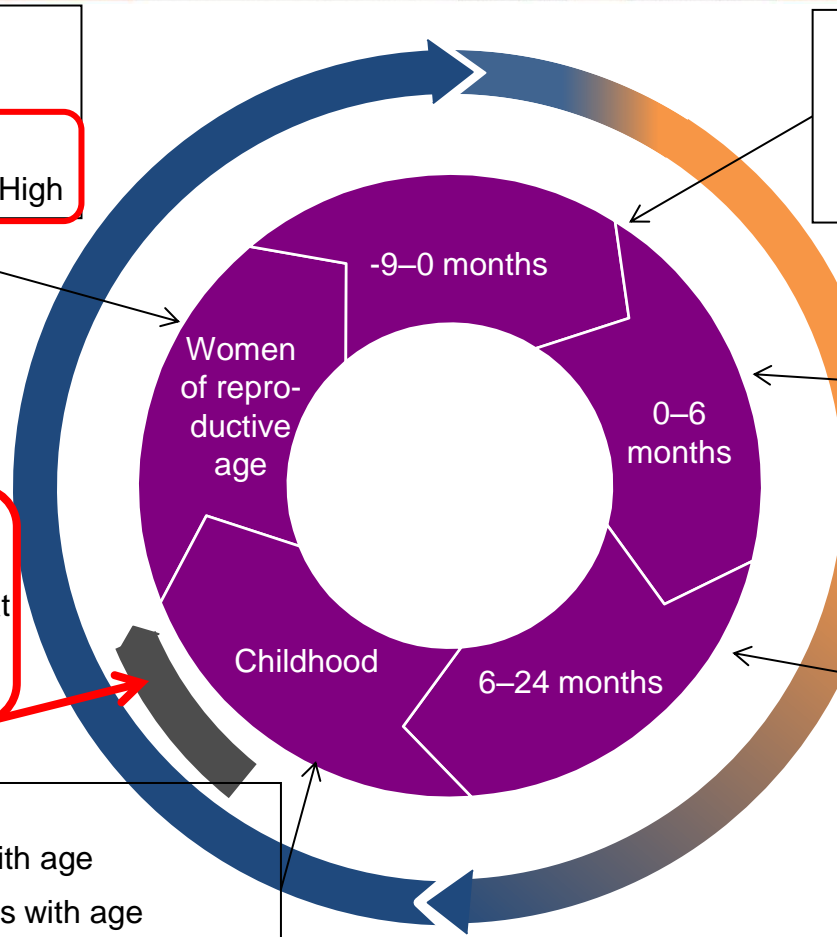 High
-9–0 months
Women
of repro-
ductive
age
0–6
months
Childhood
6–24 months
with age
s with age